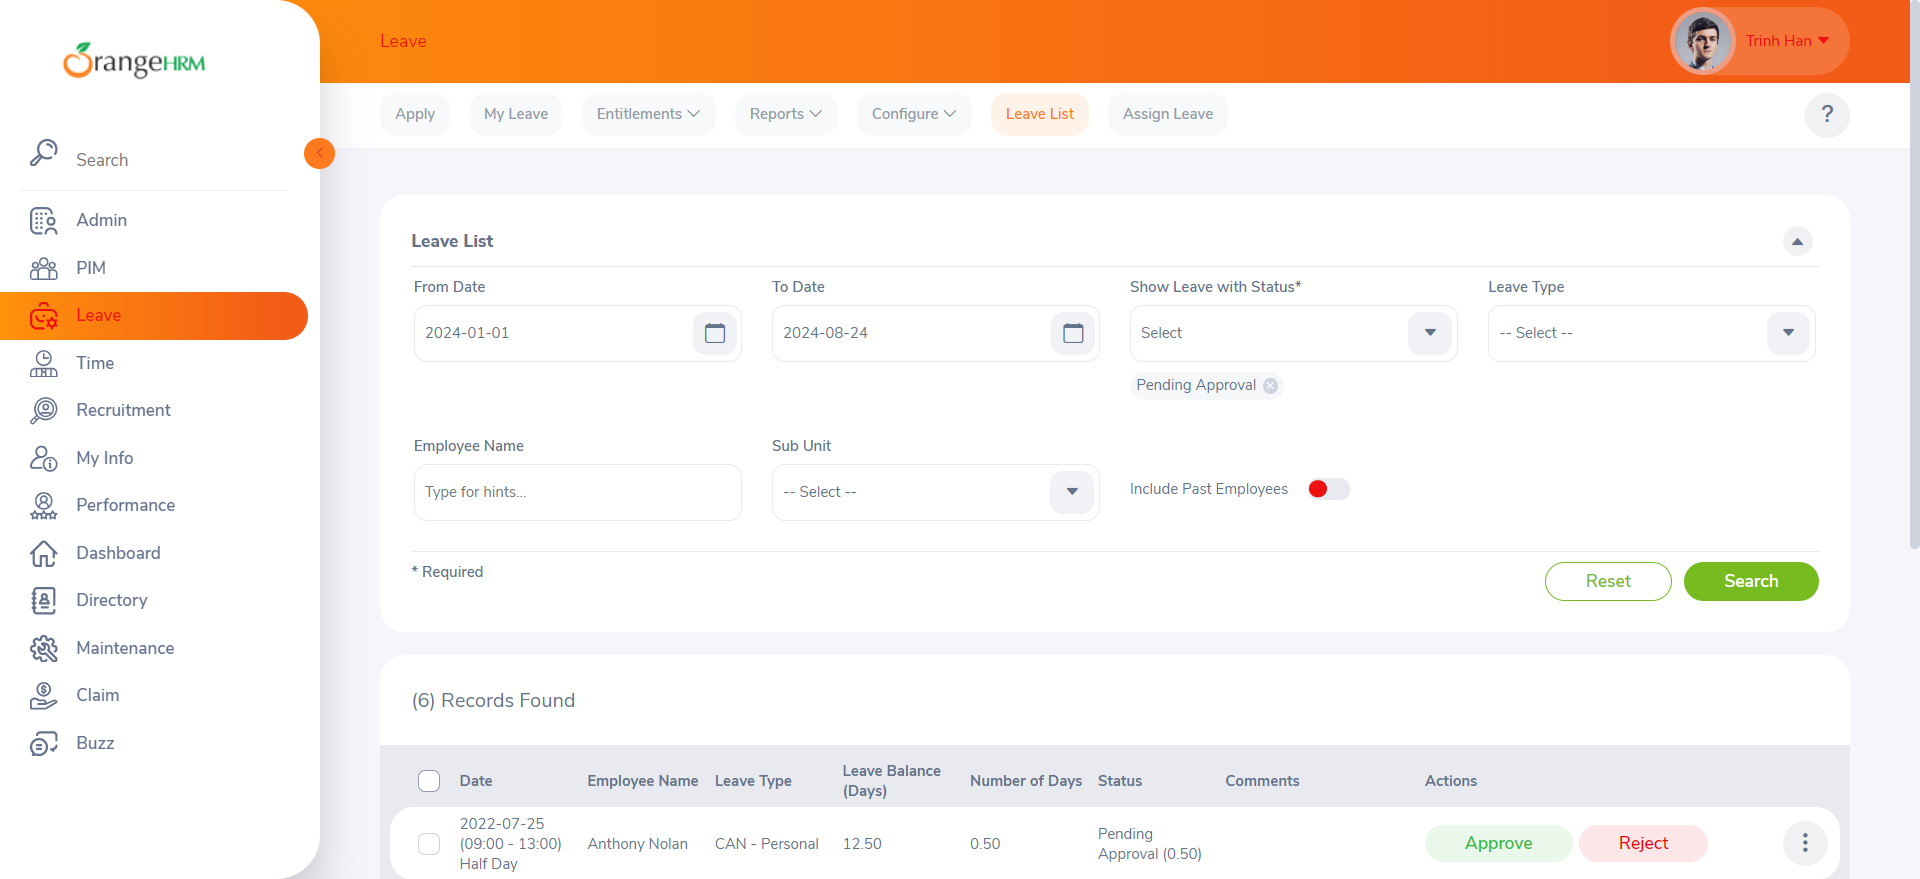 OrangeHRM
Leave
Trinh Han
Apply
My Leave
Entitlements
Reports
Configure
Leave List
Assign Leave
?
Search
Admin
PIM
Leave
Time
Recruitment
My Info
Performance
Dashboard
Directory
Maintenance
Claim
Buzz
Leave List
From Date
To Date
Show Leave with Status*
Leave Type
2024-01-01
2024-08-24
Select
-- Select --
Pending Approval
Employee Name
Sub Unit
Type for hints...
-- Select --
Include Past Employees
* Required
Reset
Search
(6) Records Found
Date
Employee Name
Leave Type
Leave Balance
(Days)
Number of Days
Status
Comments
Actions
2022-07-25
(09:00 - 13:00)
Half Day
Anthony Nolan
CAN - Personal
12.50
0.50
Pending
Approval (0.50)
Approve
Reject